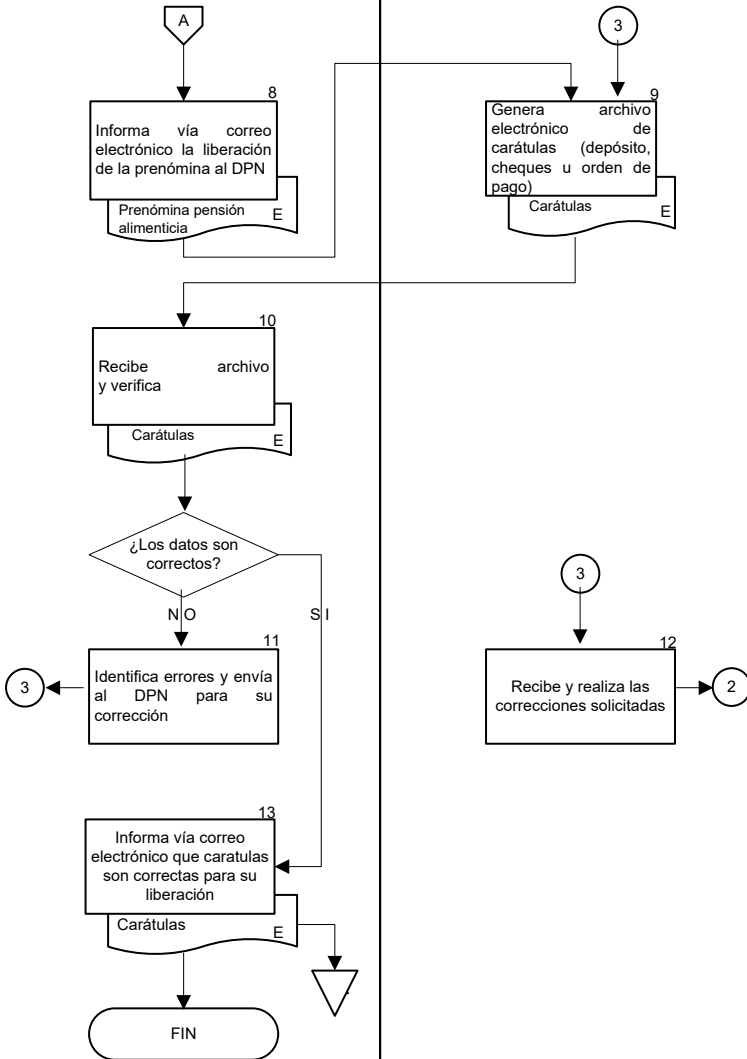 A
3
8
Informa vía correo
electrónico la liberación
de la prenómina al DPN
Prenómina pensión
alimenticia
E
9
Genera archivo
electrónico de
carátulas (depósito,
cheques u orden de
pago)
Carátulas
E
10
Recibe archivo
y verifica
Carátulas
E
¿Los datos son
correctos?
NO
SI
11
Identifica errores y envía
al DPN para su
corrección
3
3
12
Recibe y realiza las
correcciones solicitadas
2
13
Informa vía correo
electrónico que caratulas
son correctas para su
liberación
Carátulas
E
FIN